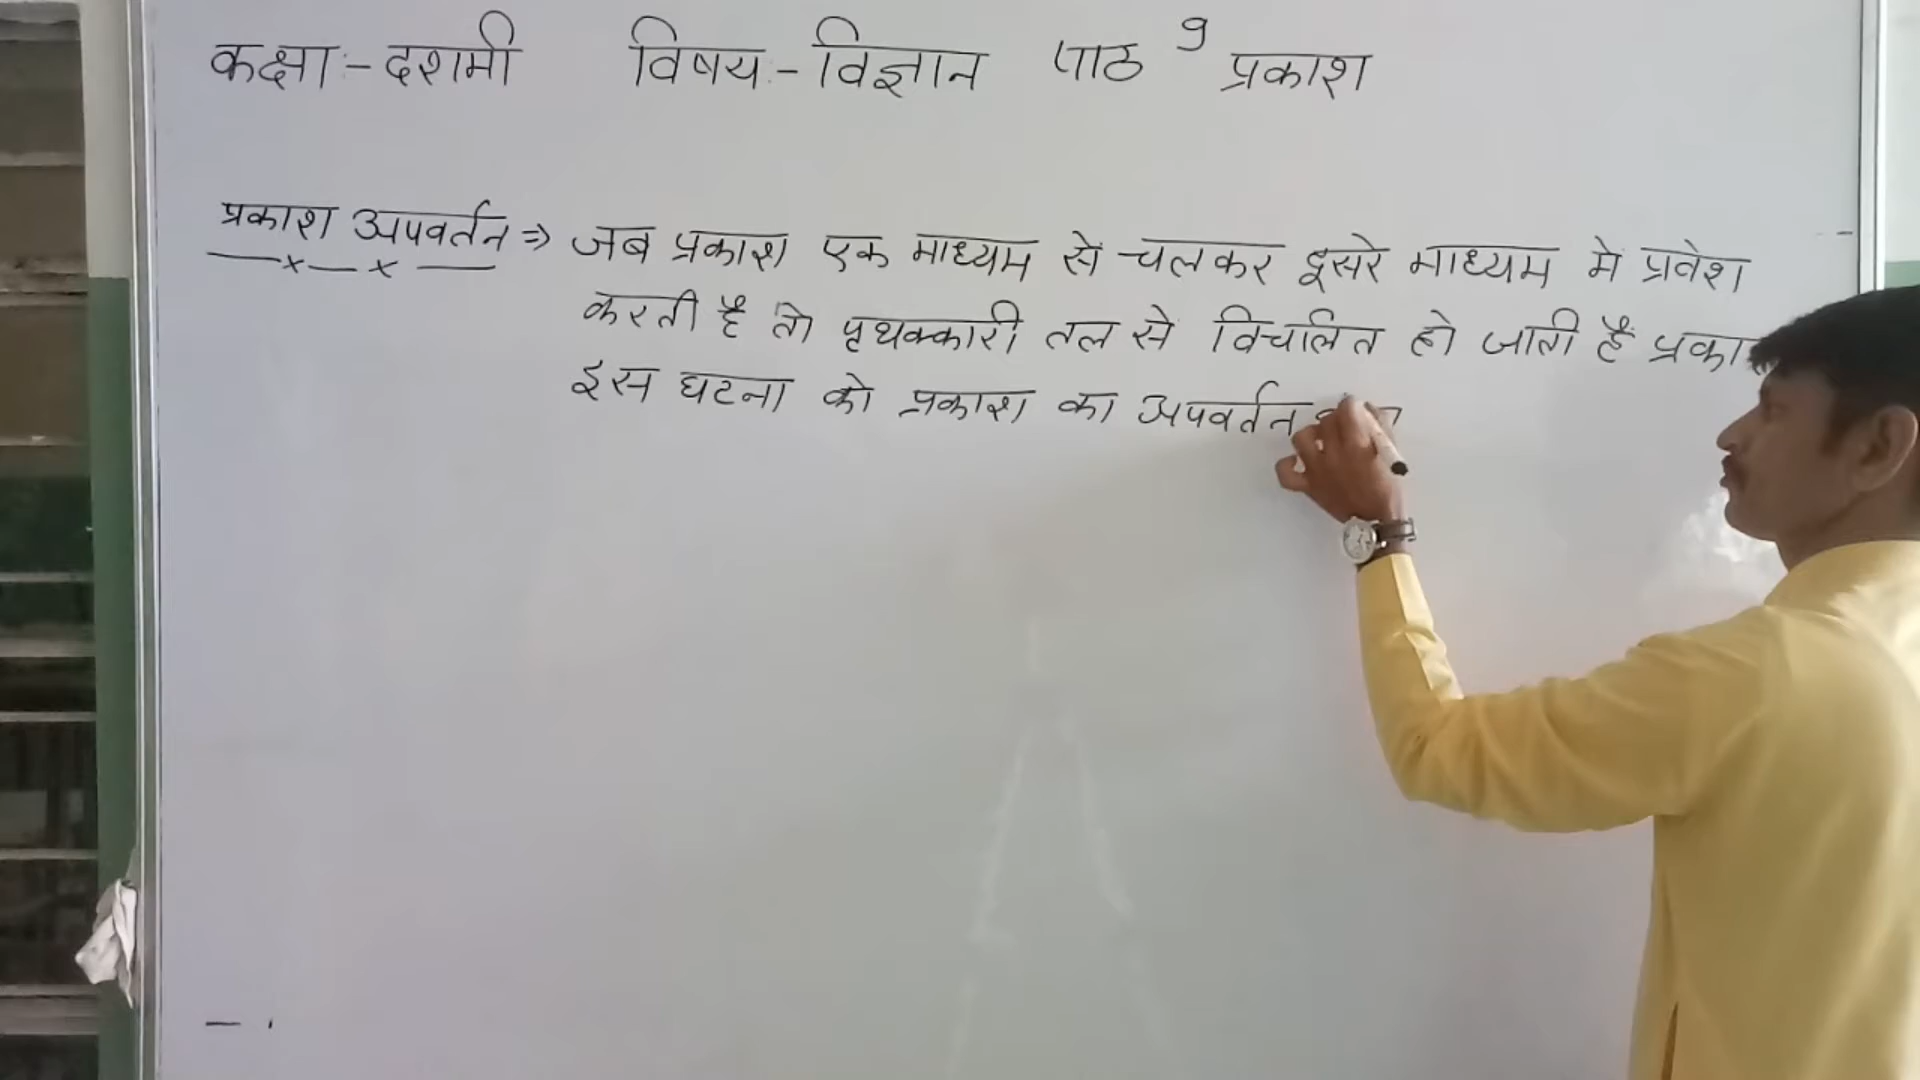 कक्षा:- दशमी विषय:- विज्ञान पाठ 9 प्रकाश
प्रकाश अपवर्तन ⇒ जब प्रकाश एक माध्यम से चलकर दूसरे माध्यम मे प्रवेश
करती है तो पृथक्कारी तल से विचलित हो जाती है प्रका
इस घटना को प्रकाश का अपवर्तन